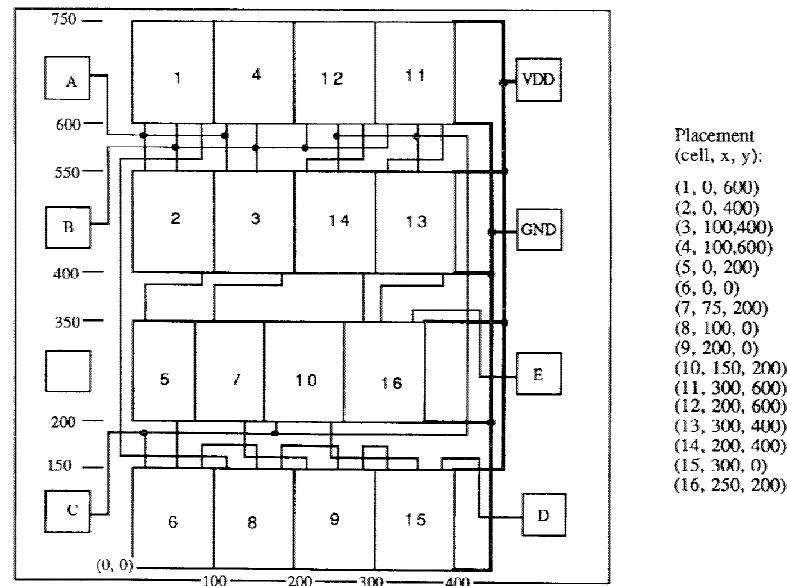 750
A
1
4
12
11
VDD
600
550
B
2
3
14
13
GND
400
350
5
7
10
16
E
200
150
C
6
8
9
15
D
(0, 0)
100
200
300
400
Placement
(cell, x, y):
(1, 0, 600)
(2, 0, 400)
(3, 100,400)
(4, 100,600)
(5, 0, 200)
(6, 0, 0)
(7, 75, 200)
(8, 100, 0)
(9, 200, 0)
(10, 150, 200)
(11, 300, 600)
(12, 200, 600)
(13, 300, 400)
(14, 200, 400)
(15, 300, 0)
(16, 250, 200)